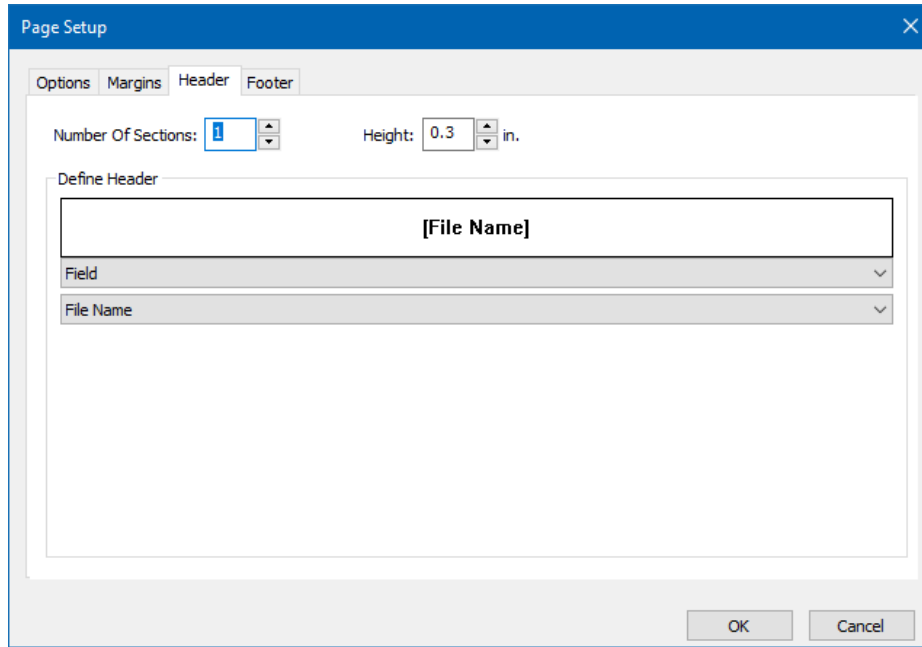 Page Setup
Options Margins Header Footer
Number Of Sections: 1 Height: 0.3 in.
Define Header
[File Name]
Field
File Name
OK Cancel